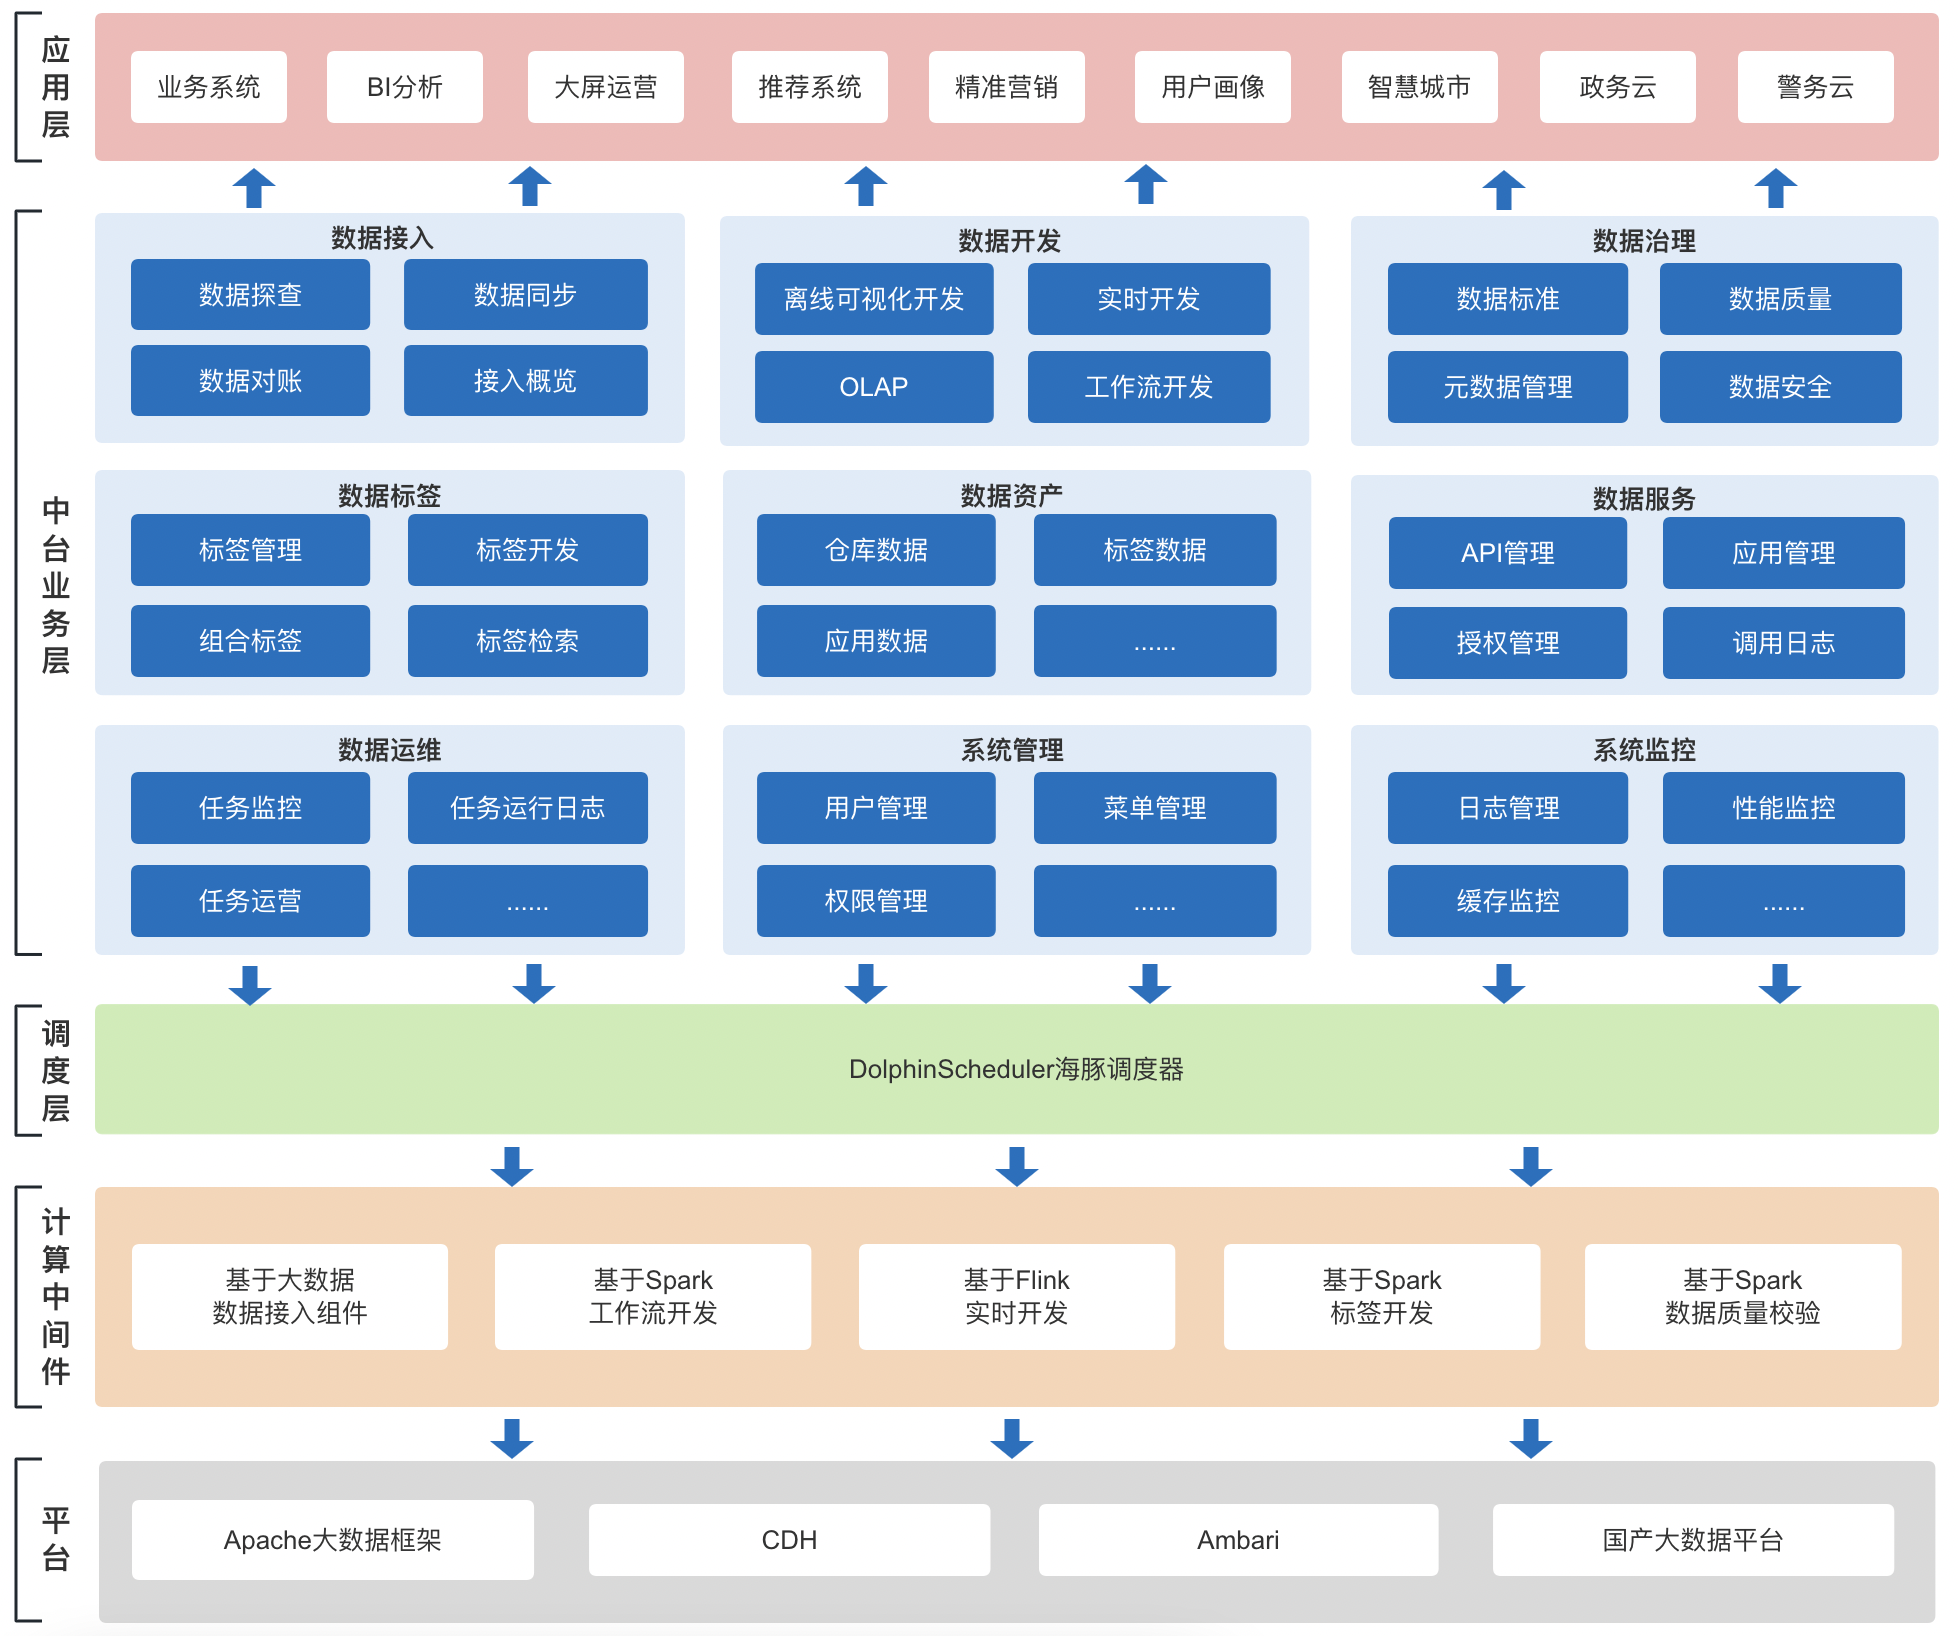 应用层
业务系统
BI分析
大屏运营
推荐系统
精准营销
用户画像
智慧城市
政务云
警务云
中台业务层
数据接入
数据探查
数据同步
数据对账
接入概览
数据开发
离线可视化开发
实时开发
OLAP
工作流开发
数据治理
数据标准
数据质量
元数据管理
数据安全
数据标签
标签管理
标签开发
组合标签
标签检索
数据资产
仓库数据
标签数据
应用数据
......
数据服务
API管理
应用管理
授权管理
调用日志
数据运维
任务监控
任务运行日志
任务运营
......
系统管理
用户管理
菜单管理
权限管理
......
系统监控
日志管理
性能监控
缓存监控
......
调度层
DolphinScheduler海豚调度器
计算中间件
基于大数据
数据接入组件
基于Spark
工作流开发
基于Flink
实时开发
基于Spark
标签开发
基于Spark
数据质量校验
平台
Apache大数据框架
CDH
Ambari
国产大数据平台